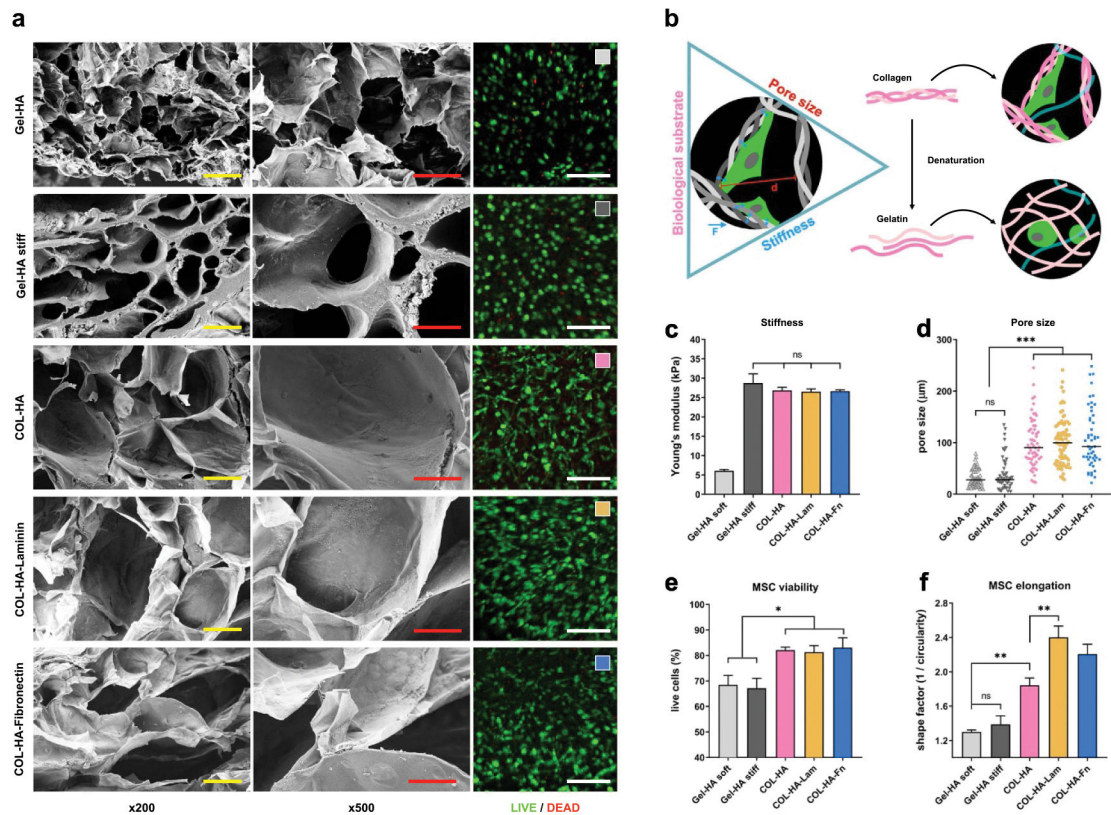 a
Gel-HA
Gel-HA stiff
COL-HA
COL-HA-Laminin
COL-HA-Fibronectin
x200
x500
LIVE / DEAD
b
Biolological substrate
Pore size
Stiffness
d
F
Collagen
Denaturation
Gelatin
c
Stiffness
Young's modulus (kPa)
40
35
30
25
20
15
10
5
0
ns
Gel-HA soft
Gel-HA stiff
COL-HA
COL-HA-Lam
COL-HA-Fn
d
Pore size
pore size (µm)
300
200
100
0
***
ns
Gel-HA soft
Gel-HA stiff
COL-HA
COL-HA-Lam
COL-HA-Fn
e
MSC viability
live cells (%)
100
90
80
70
60
50
40
*
Gel-HA soft
Gel-HA stiff
COL-HA
COL-HA-Lam
COL-HA-Fn
f
MSC elongation
shape factor (1 / circularity)
2.8
2.4
2.0
1.6
1.2
**
**
ns
Gel-HA soft
Gel-HA stiff
COL-HA
COL-HA-Lam
COL-HA-Fn